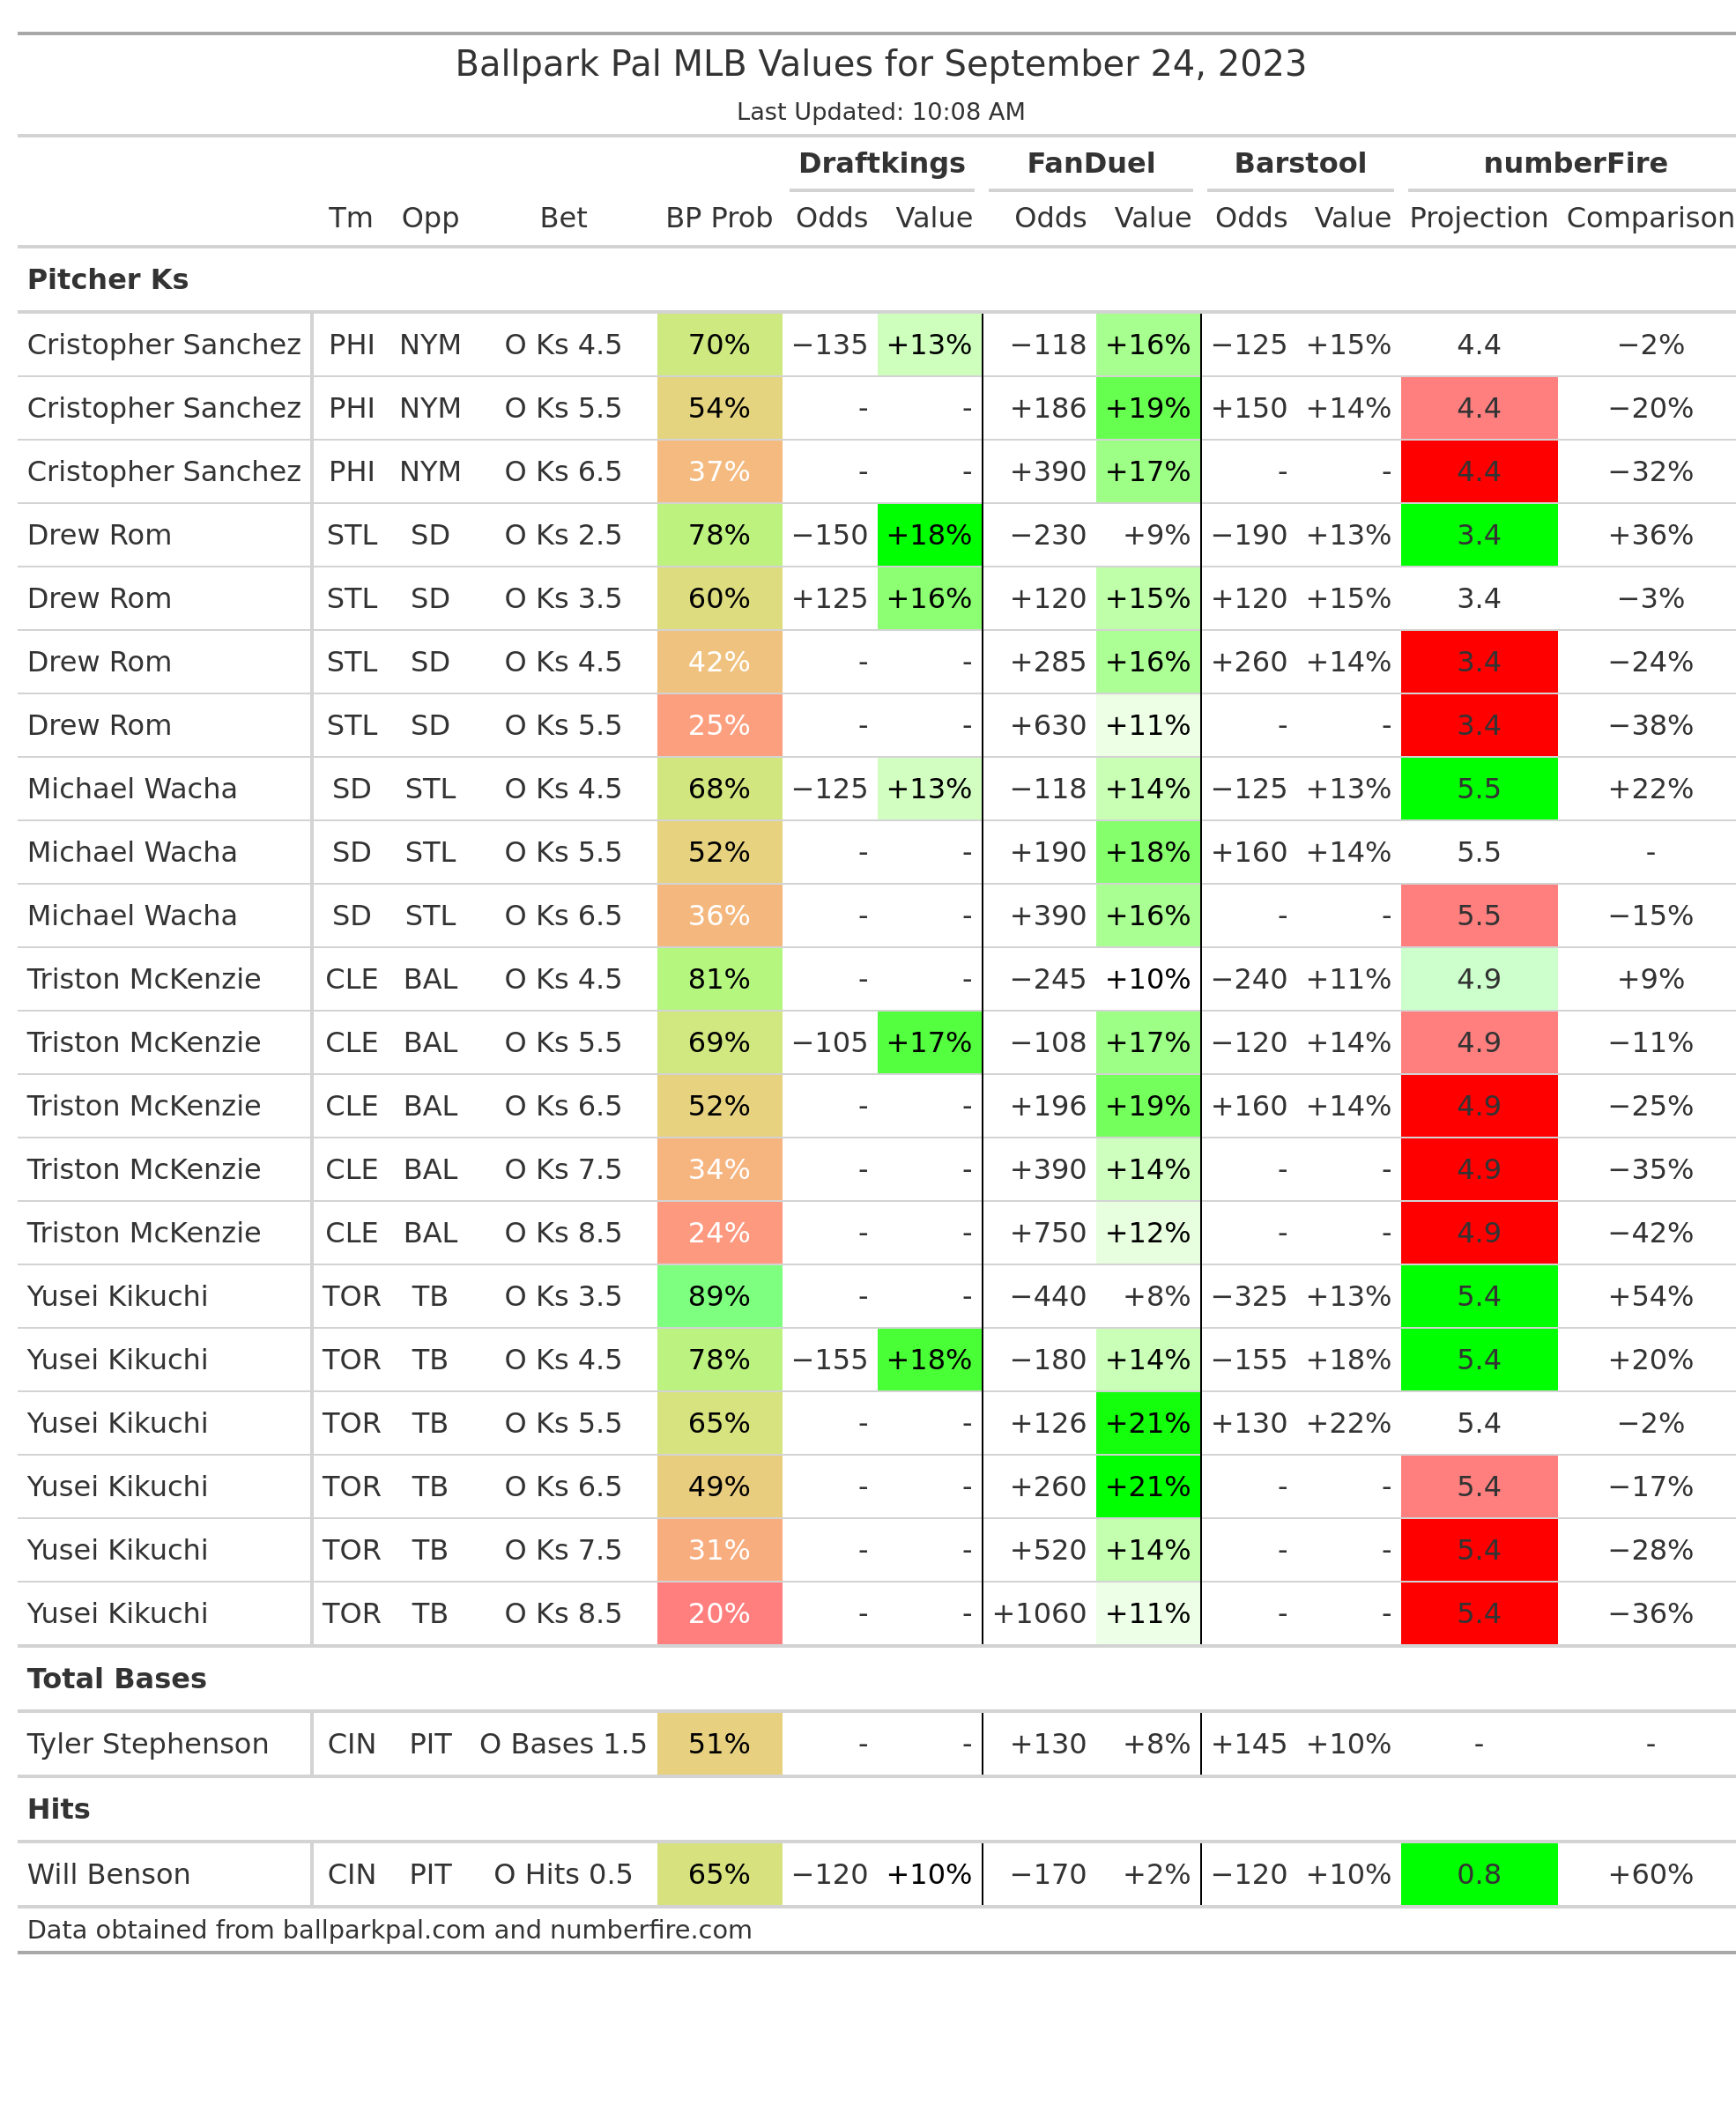 Ballpark Pal MLB Values for September 24, 2023
Last Updated: 10:08 AM
Draftkings FanDuel Barstool numberFire
Tm Opp Bet BP Prob Odds Value Odds Value Odds Value Projection Comparison
Pitcher Ks
Cristopher Sanchez PHI NYM O Ks 4.5 70% −135 +13% −118 +16% −125 +15% 4.4 −2%
Cristopher Sanchez PHI NYM O Ks 5.5 54% - - +186 +19% +150 +14% 4.4 −20%
Cristopher Sanchez PHI NYM O Ks 6.5 37% - - +390 +17% - - 4.4 −32%
Drew Rom STL SD O Ks 2.5 78% −150 +18% −230 +9% −190 +13% 3.4 +36%
Drew Rom STL SD O Ks 3.5 60% +125 +16% +120 +15% +120 +15% 3.4 −3%
Drew Rom STL SD O Ks 4.5 42% - - +285 +16% +260 +14% 3.4 −24%
Drew Rom STL SD O Ks 5.5 25% - - +630 +11% - - 3.4 −38%
Michael Wacha SD STL O Ks 4.5 68% −125 +13% −118 +14% −125 +13% 5.5 +22%
Michael Wacha SD STL O Ks 5.5 52% - - +190 +18% +160 +14% 5.5 -
Michael Wacha SD STL O Ks 6.5 36% - - +390 +16% - - 5.5 −15%
Triston McKenzie CLE BAL O Ks 4.5 81% - - −245 +10% −240 +11% 4.9 +9%
Triston McKenzie CLE BAL O Ks 5.5 69% −105 +17% −108 +17% −120 +14% 4.9 −11%
Triston McKenzie CLE BAL O Ks 6.5 52% - - +196 +19% +160 +14% 4.9 −25%
Triston McKenzie CLE BAL O Ks 7.5 34% - - +390 +14% - - 4.9 −35%
Triston McKenzie CLE BAL O Ks 8.5 24% - - +750 +12% - - 4.9 −42%
Yusei Kikuchi TOR TB O Ks 3.5 89% - - −440 +8% −325 +13% 5.4 +54%
Yusei Kikuchi TOR TB O Ks 4.5 78% −155 +18% −180 +14% −155 +18% 5.4 +20%
Yusei Kikuchi TOR TB O Ks 5.5 65% - - +126 +21% +130 +22% 5.4 −2%
Yusei Kikuchi TOR TB O Ks 6.5 49% - - +260 +21% - - 5.4 −17%
Yusei Kikuchi TOR TB O Ks 7.5 31% - - +520 +14% - - 5.4 −28%
Yusei Kikuchi TOR TB O Ks 8.5 20% - - +1060 +11% - - 5.4 −36%
Total Bases
Tyler Stephenson CIN PIT O Bases 1.5 51% - - +130 +8% +145 +10% - -
Hits
Will Benson CIN PIT O Hits 0.5 65% −120 +10% −170 +2% −120 +10% 0.8 +60%
Data obtained from ballparkpal.com and numberfire.com